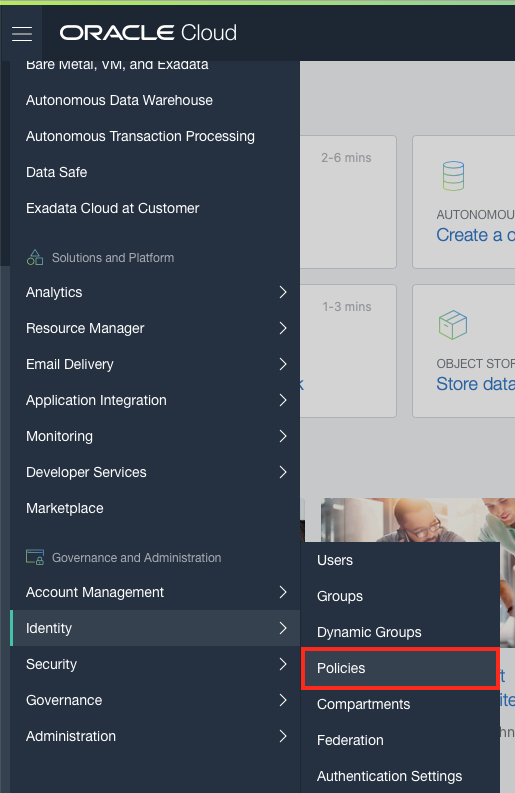 ORACLE Cloud
Bare Metal, VM, and Exadata
Autonomous Data Warehouse
Autonomous Transaction Processing
Data Safe
Exadata Cloud at Customer
Solutions and Platform
Analytics
Resource Manager
Email Delivery
Application Integration
Monitoring
Developer Services
Marketplace
Governance and Administration
Account Management
Identity
Security
Governance
Administration
Users
Groups
Dynamic Groups
Policies
Compartments
Federation
Authentication Settings
2-6 mins
AUTONOMOU
Create a d
1-3 mins
k
OBJECT STOR
Store data